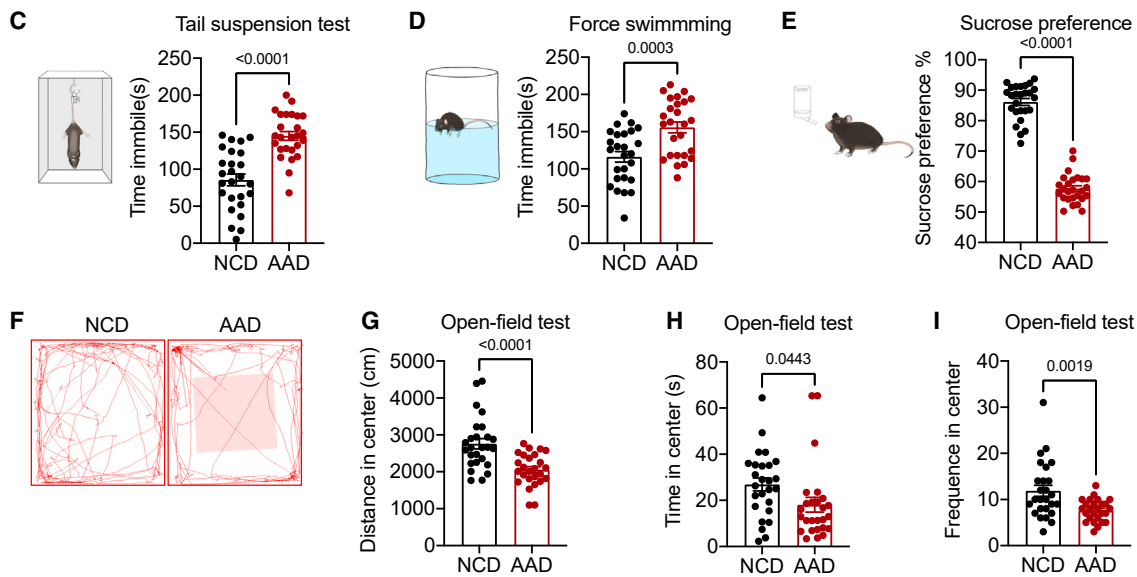 C
Tail suspension test
Time immbile(s)
250
200
150
100
50
0
<0.0001
NCD AAD
D
Force swimmming
Time immbile(s)
250
200
150
100
50
0
0.0003
NCD AAD
E
Sucrose preference
Sucrose preference %
100
90
80
70
60
50
40
<0.0001
NCD AAD
F
NCD
AAD
G
Open-field test
Distance in center (cm)
5000
4000
3000
2000
1000
0
<0.0001
NCD AAD
H
Open-field test
Time in center (s)
80
60
40
20
0
0.0443
NCD AAD
I
Open-field test
Frequence in center
40
30
20
10
0
0.0019
NCD AAD